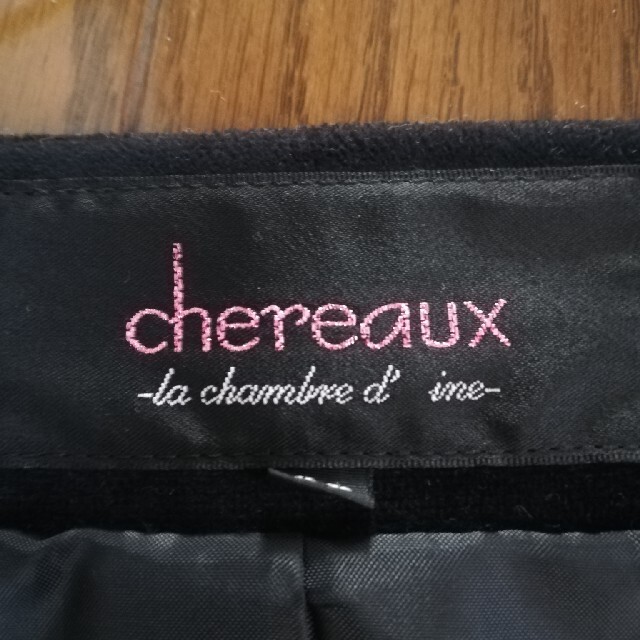 chereaux
-la chambre d' ine-